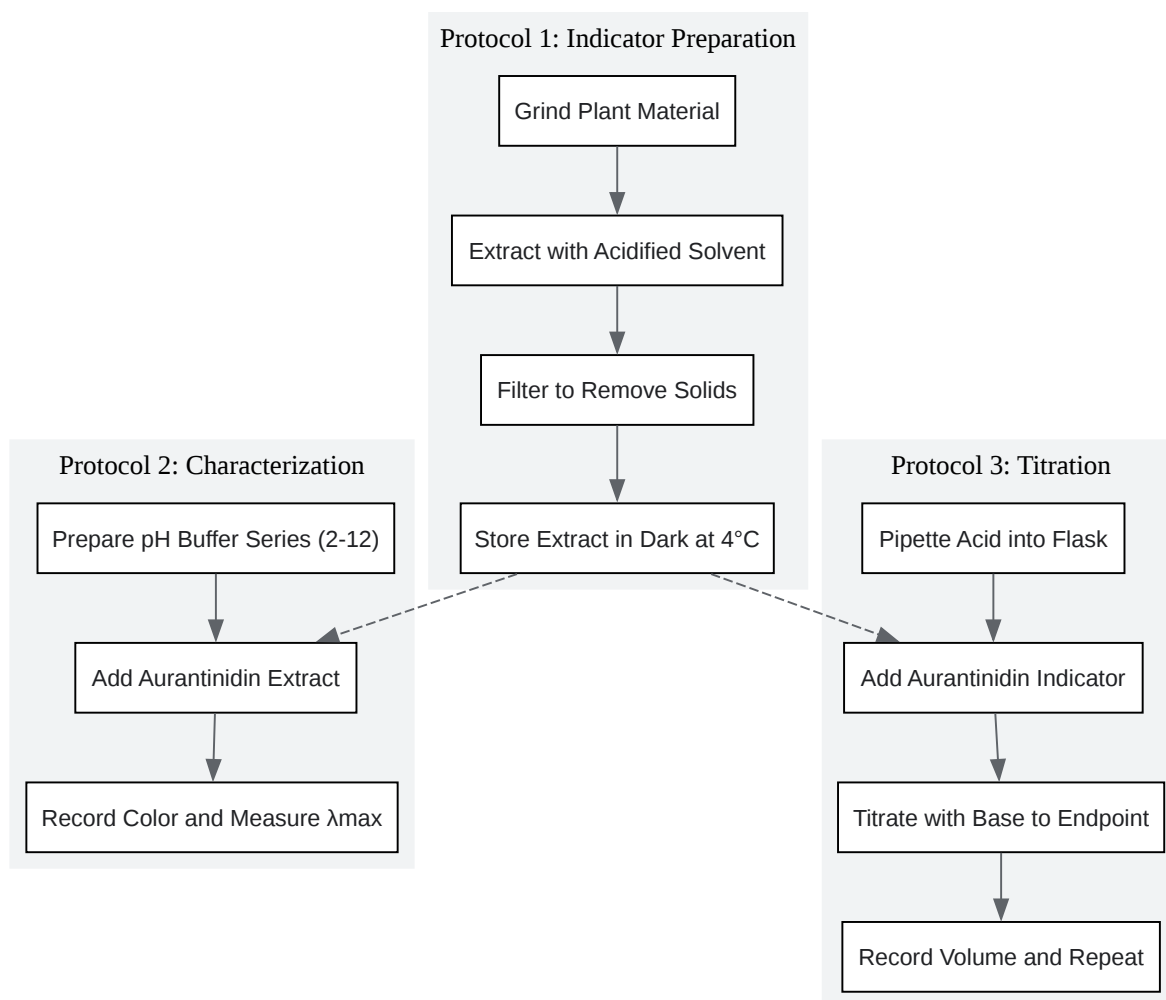 Protocol 1: Indicator Preparation
Grind Plant Material
Extract with Acidified Solvent
Filter to Remove Solids
Store Extract in Dark at 4°C
Protocol 2: Characterization
Prepare pH Buffer Series (2-12)
Add Aurantinidin Extract
Record Color and Measure λmax
Protocol 3: Titration
Pipette Acid into Flask
Add Aurantinidin Indicator
Titrate with Base to Endpoint
Record Volume and Repeat